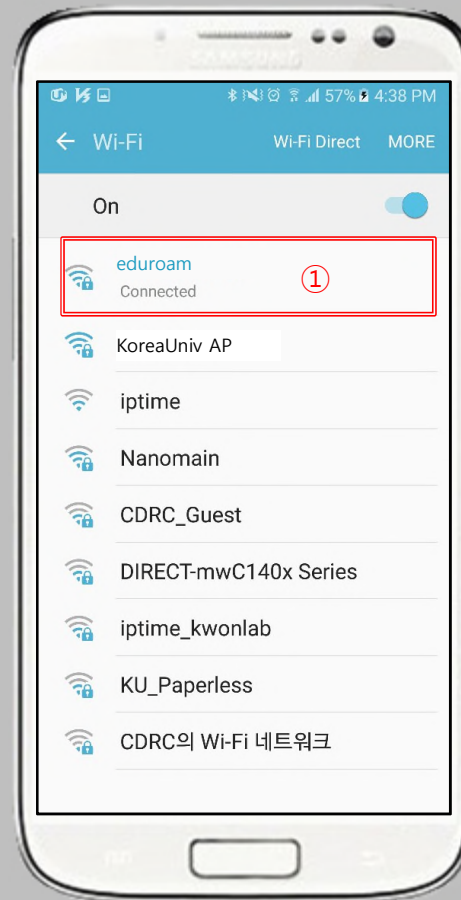 SAMSUNG
57% 4:38 PM
Wi-Fi Wi-Fi Direct MORE
On
eduroam
Connected
①
KoreaUniv AP
iptime
Nanomain
CDRC_Guest
DIRECT-mwC140x Series
iptime_kwonlab
KU_Paperless
CDRC의 Wi-Fi 네트워크